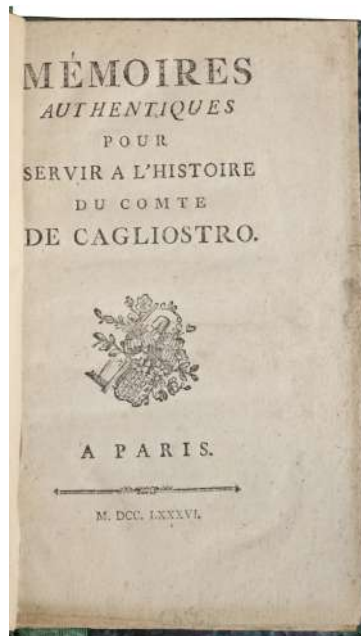 MÉMOIRES
AUTHENTIQUES
POUR
SERVIR A L'HISTOIRE
DU COMTE
DE CAGLIOSTRO.
A PARIS.
M. DCC. LXXXVI.